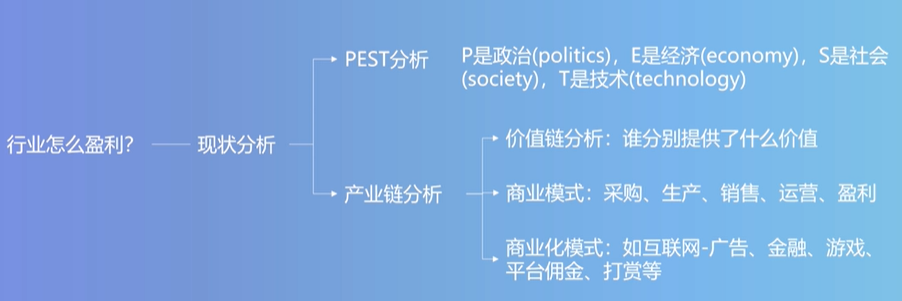 行业怎么盈利？
现状分析
PEST分析
P是政治(politics)，E是经济(economy)，S是社会
(society)，T是技术(technology)
产业链分析
价值链分析：谁分别提供了什么价值
商业模式：采购、生产、销售、运营、盈利
商业化模式：如互联网-广告、金融、游戏、
平台佣金、打赏等